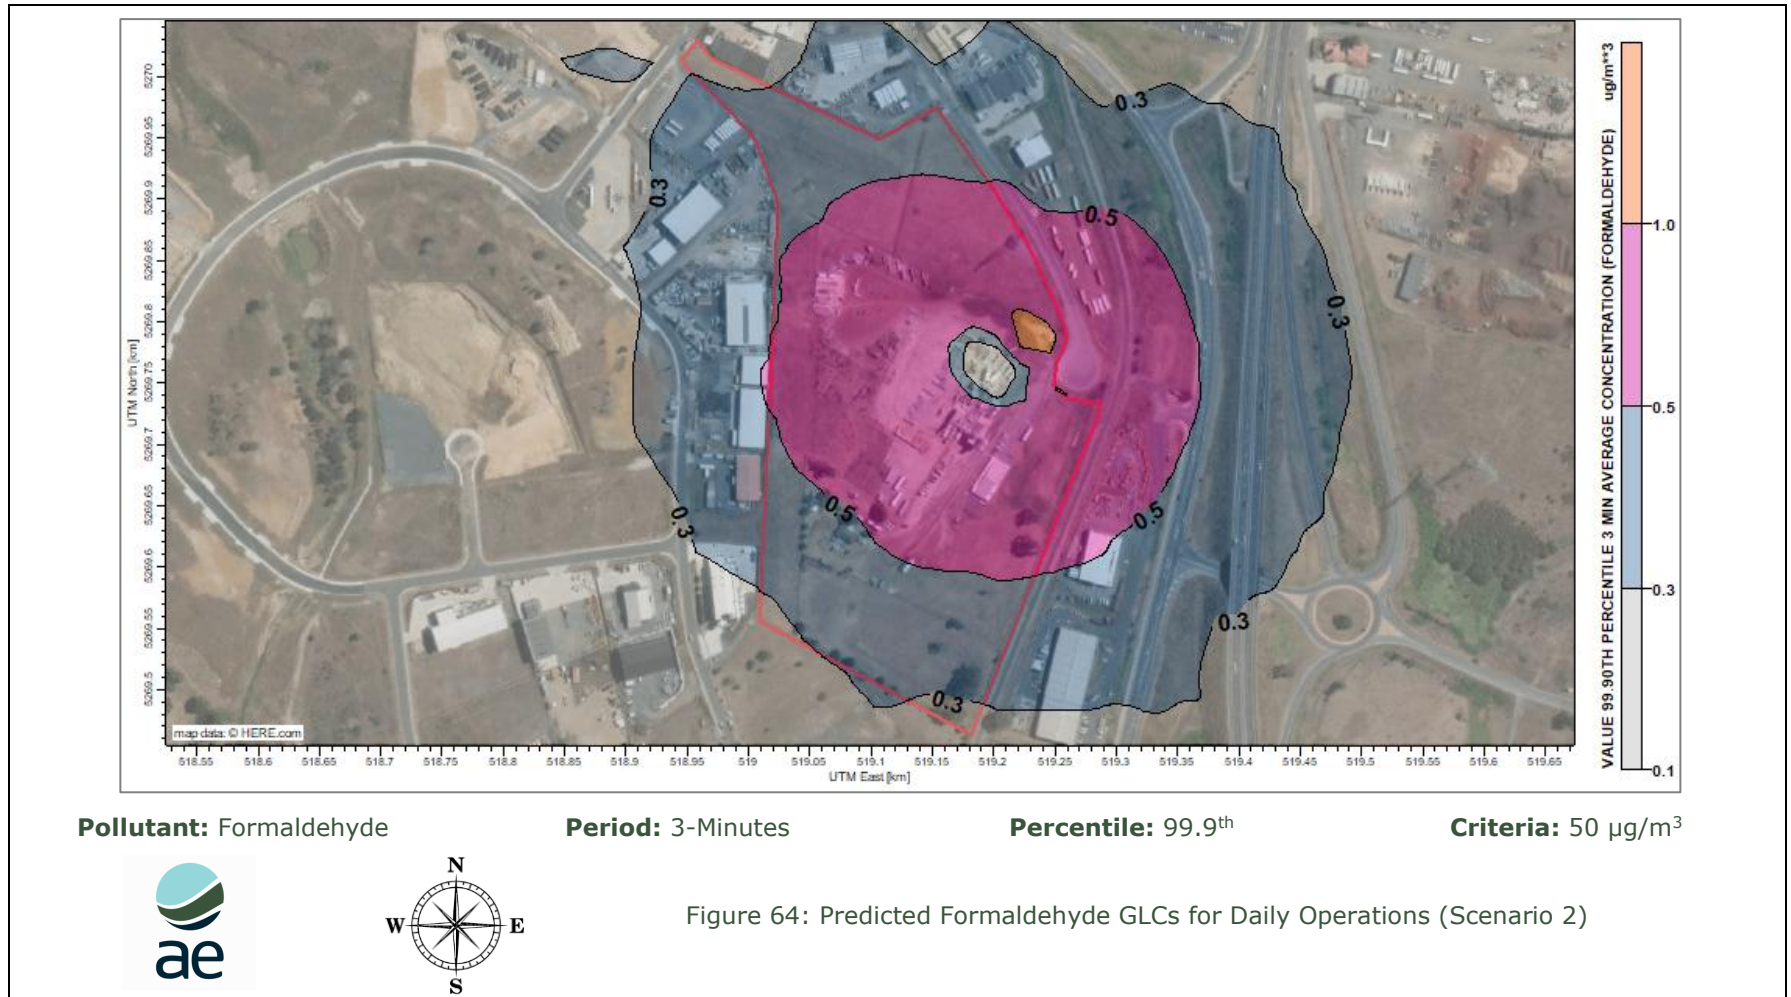 0.3
0.3
0.5
0.3
0.5
0.5
0.3
0.3
0.3
UTM North [km]
5270
5269.95
5269.9
5269.85
5269.8
5269.75
5269.7
5269.65
5269.6
5269.55
5269.5
map data: © HERE.com
518.55 518.6 518.65 518.7 518.75 518.8 518.85 518.9 518.95 519 519.05 519.1 519.15 519.2 519.25 519.3 519.35 519.4 519.45 519.5 519.55 519.6 519.65
UTM East [km]
VALUE 99.90TH PERCENTILE 3 MIN AVERAGE CONCENTRATION (FORMALDEHYDE) ug/m**3
1.0
0.5
0.3
0.1
Pollutant: Formaldehyde Period: 3-Minutes Percentile: 99.9th Criteria: 50 µg/m3
ae
N
W E
S
Figure 64: Predicted Formaldehyde GLCs for Daily Operations (Scenario 2)